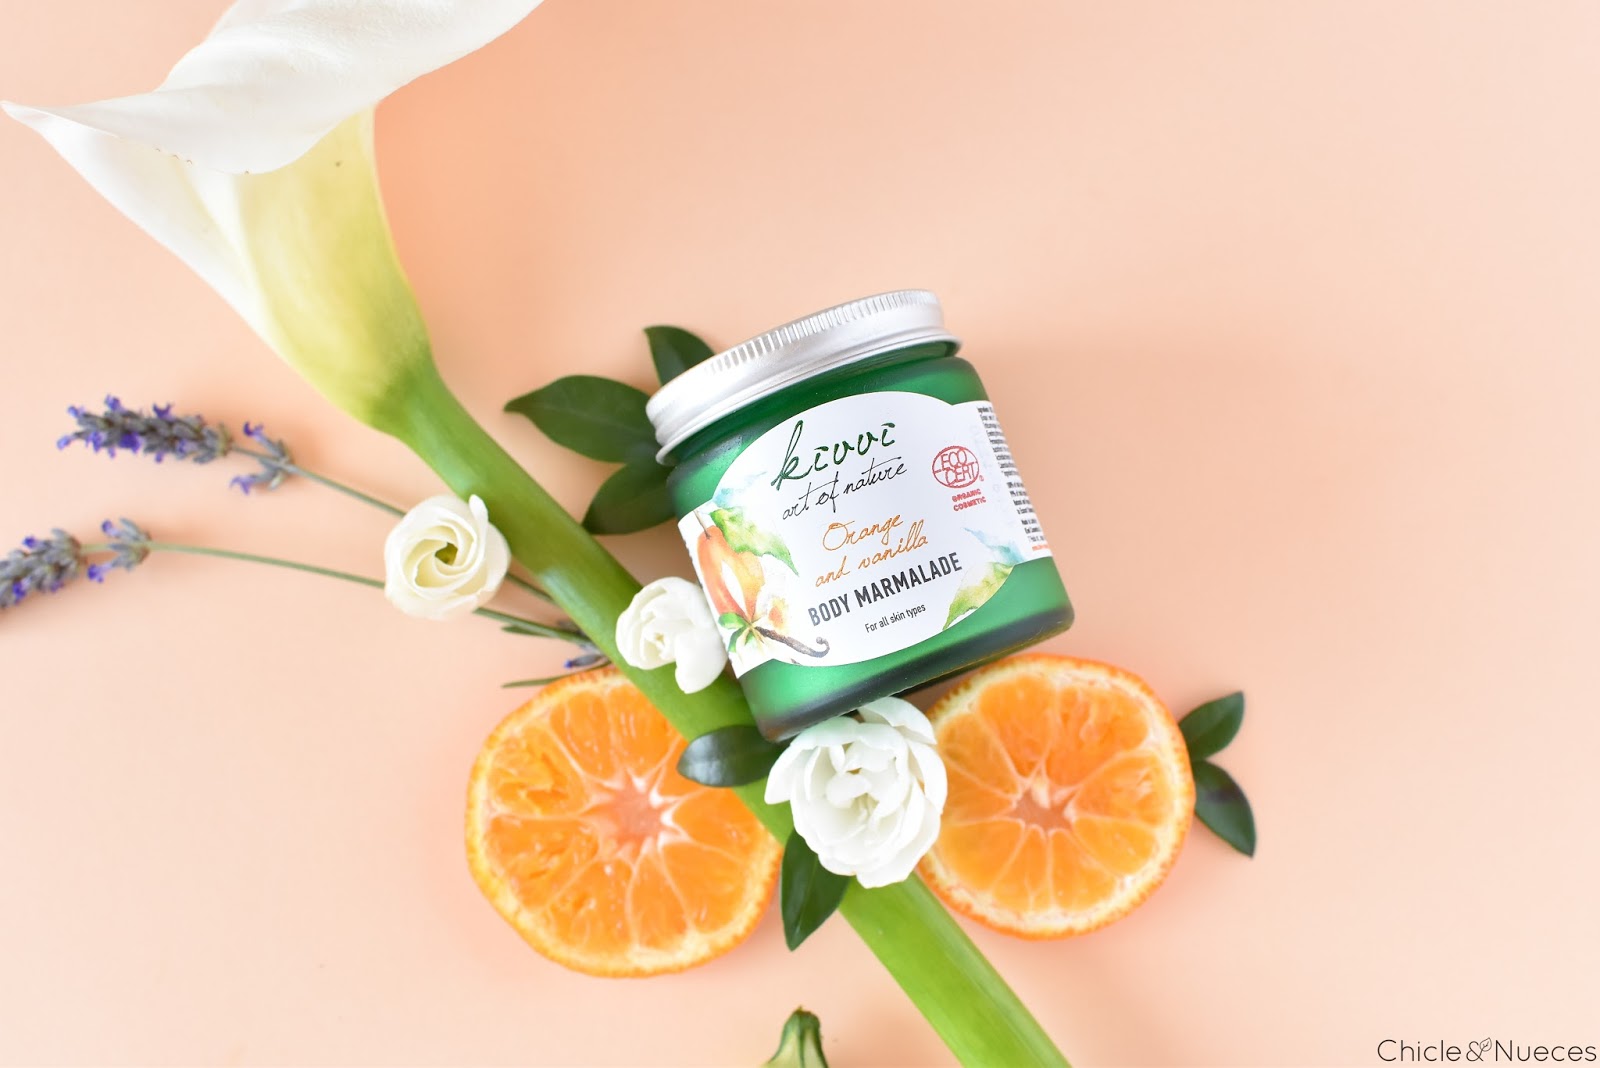 kivvi
art of nature
Orange
and vanilla
BODY MARMALADE
For all skin types
ECO
CERT
ORGANIC
COSMETIC
Chicle&Nueces